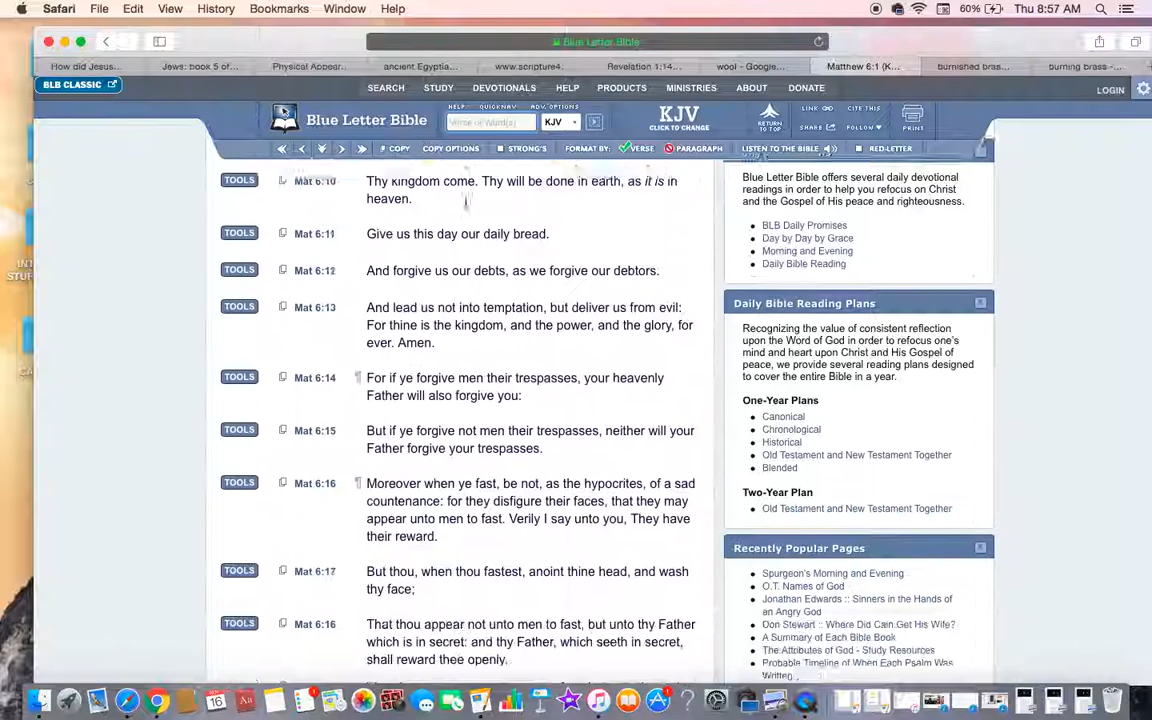 Safari File Edit View History Bookmarks Window Help 60% Thu 8:57 AM
Blue Letter Bible
How did Jesus... Jews: book 5 of... Physical Appear... ancient Egyptia... www.scripture4... Revelation 1:14... wool - Google... Matthew 6:1 (K... burnished bras... burning brass -...
BLB CLASSIC SEARCH STUDY DEVOTIONALS HELP PRODUCTS MINISTRIES ABOUT DONATE LOGIN
HELP QUICKNAV ADV. OPTIONS
Blue Letter Bible Verse or Word(s) KJV
KJV
CLICK TO CHANGE
RETURN TO TOP
LINK CITE THIS
SHARE FOLLOW PRINT
COPY COPY OPTIONS STRONG'S FORMAT BY: VERSE PARAGRAPH LISTEN TO THE BIBLE RED-LETTER
TOOLS Mat 6:10 Thy kingdom come. Thy will be done in earth, as it is in
heaven.
TOOLS Mat 6:11 Give us this day our daily bread.
TOOLS Mat 6:12 And forgive us our debts, as we forgive our debtors.
TOOLS Mat 6:13 And lead us not into temptation, but deliver us from evil:
For thine is the kingdom, and the power, and the glory, for
ever. Amen.
TOOLS Mat 6:14 ¶ For if ye forgive men their trespasses, your heavenly
Father will also forgive you:
TOOLS Mat 6:15 But if ye forgive not men their trespasses, neither will your
Father forgive your trespasses.
TOOLS Mat 6:16 ¶ Moreover when ye fast, be not, as the hypocrites, of a sad
countenance: for they disfigure their faces, that they may
appear unto men to fast. Verily I say unto you, They have
their reward.
TOOLS Mat 6:17 But thou, when thou fastest, anoint thine head, and wash
thy face;
TOOLS Mat 6:16 That thou appear not unto men to fast, but unto thy Father
which is in secret: and thy Father, which seeth in secret,
shall reward thee openly.
Blue Letter Bible offers several daily devotional
readings in order to help you refocus on Christ
and the Gospel of His peace and righteousness.
BLB Daily Promises
Day by Day by Grace
Morning and Evening
Daily Bible Reading
Daily Bible Reading Plans
Recognizing the value of consistent reflection
upon the Word of God in order to refocus one's
mind and heart upon Christ and His Gospel of
peace, we provide several reading plans designed
to cover the entire Bible in a year.
One-Year Plans
Canonical
Chronological
Historical
Old Testament and New Testament Together
Blended
Two-Year Plan
Old Testament and New Testament Together
Recently Popular Pages
Spurgeon's Morning and Evening
O.T. Names of God
Jonathan Edwards :: Sinners in the Hands of
an Angry God
Don Stewart :: Where Did Cain Get His Wife?
A Summary of Each Bible Book
The Attributes of God - Study Resources
Probable Timeline of When Each Psalm Was
Written